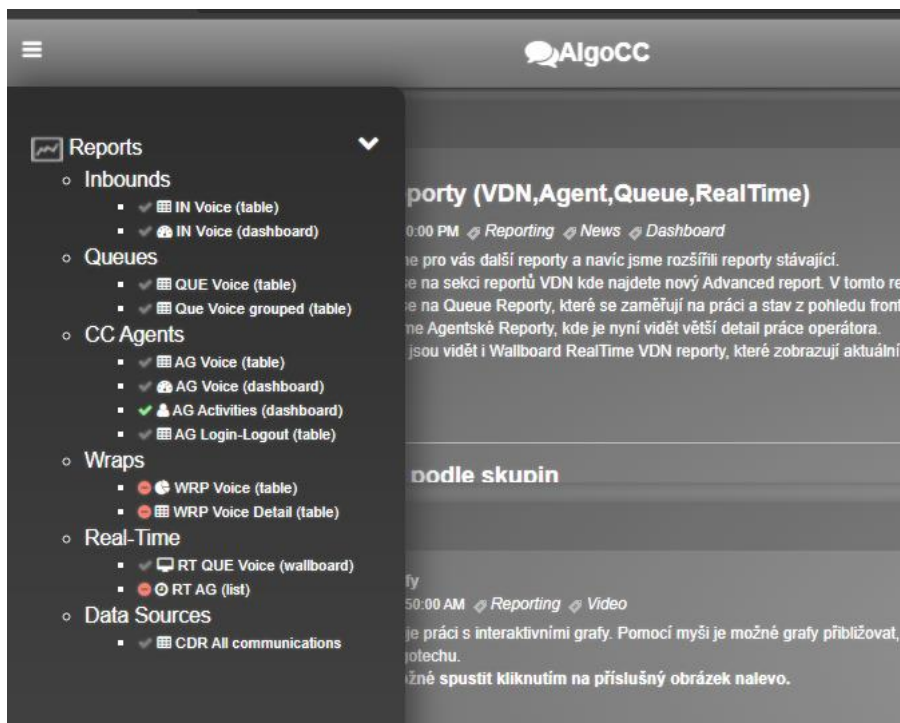 AlgoCC
Reports
Inbounds
IN Voice (table)
IN Voice (dashboard)
Queues
QUE Voice (table)
Que Voice grouped (table)
CC Agents
AG Voice (table)
AG Voice (dashboard)
AG Activities (dashboard)
AG Login-Logout (table)
Wraps
WRP Voice (table)
WRP Voice Detail (table)
Real-Time
RT QUE Voice (wallboard)
RT AG (list)
Data Sources
CDR All communications
porty (VDN,Agent,Queue,RealTime)
0:00 PM Reporting News Dashboard
ne pro vás další reporty a navíc jsme rozšířili reporty stávající.
se na sekci reportů VDN kde najdete nový Advanced report. V tomto re
se na Queue Reporty, které se zaměřují na práci a stav z pohledu front
me Agentské Reporty, kde je nyní vidět větší detail práce operátora.
jsou vidět i Wallboard RealTime VDN reporty, které zobrazují aktuální
podle skupin
fy
50:00 AM Reporting Video
je práci s interaktivními grafy. Pomocí myši je možné grafy přibližovat,
gotechu.
žné spustit kliknutím na příslušný obrázek nalevo.